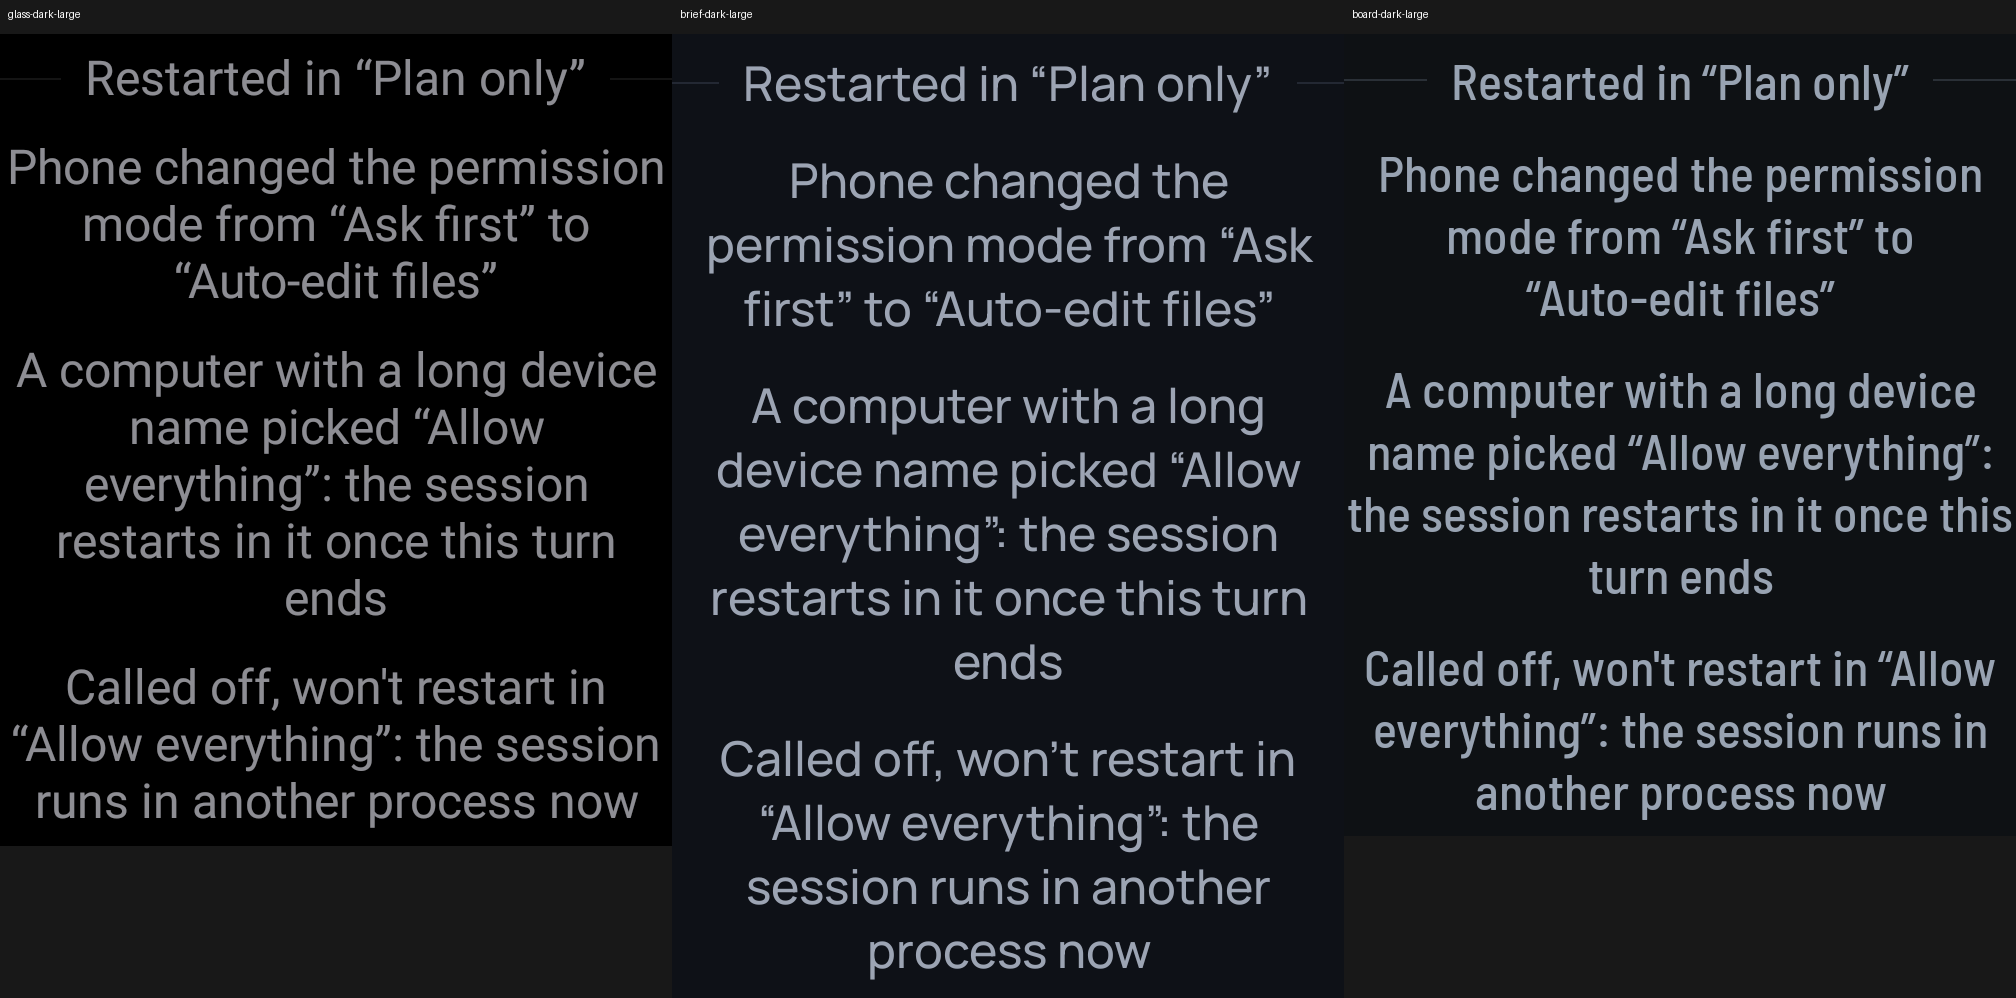 glass-dark-large
Restarted in “Plan only”
Phone changed the permission
mode from “Ask first” to
“Auto-edit files”
A computer with a long device
name picked “Allow
everything”: the session
restarts in it once this turn
ends
Called off, won't restart in
“Allow everything”: the session
runs in another process now
brief-dark-large
Restarted in “Plan only”
Phone changed the
permission mode from “Ask
first” to “Auto-edit files”
A computer with a long
device name picked “Allow
everything”: the session
restarts in it once this turn
ends
Called off, won't restart in
“Allow everything”: the
session runs in another
process now
board-dark-large
Restarted in “Plan only”
Phone changed the permission
mode from “Ask first” to
“Auto-edit files”
A computer with a long device
name picked “Allow everything”:
the session restarts in it once this
turn ends
Called off, won't restart in “Allow
everything”: the session runs in
another process now